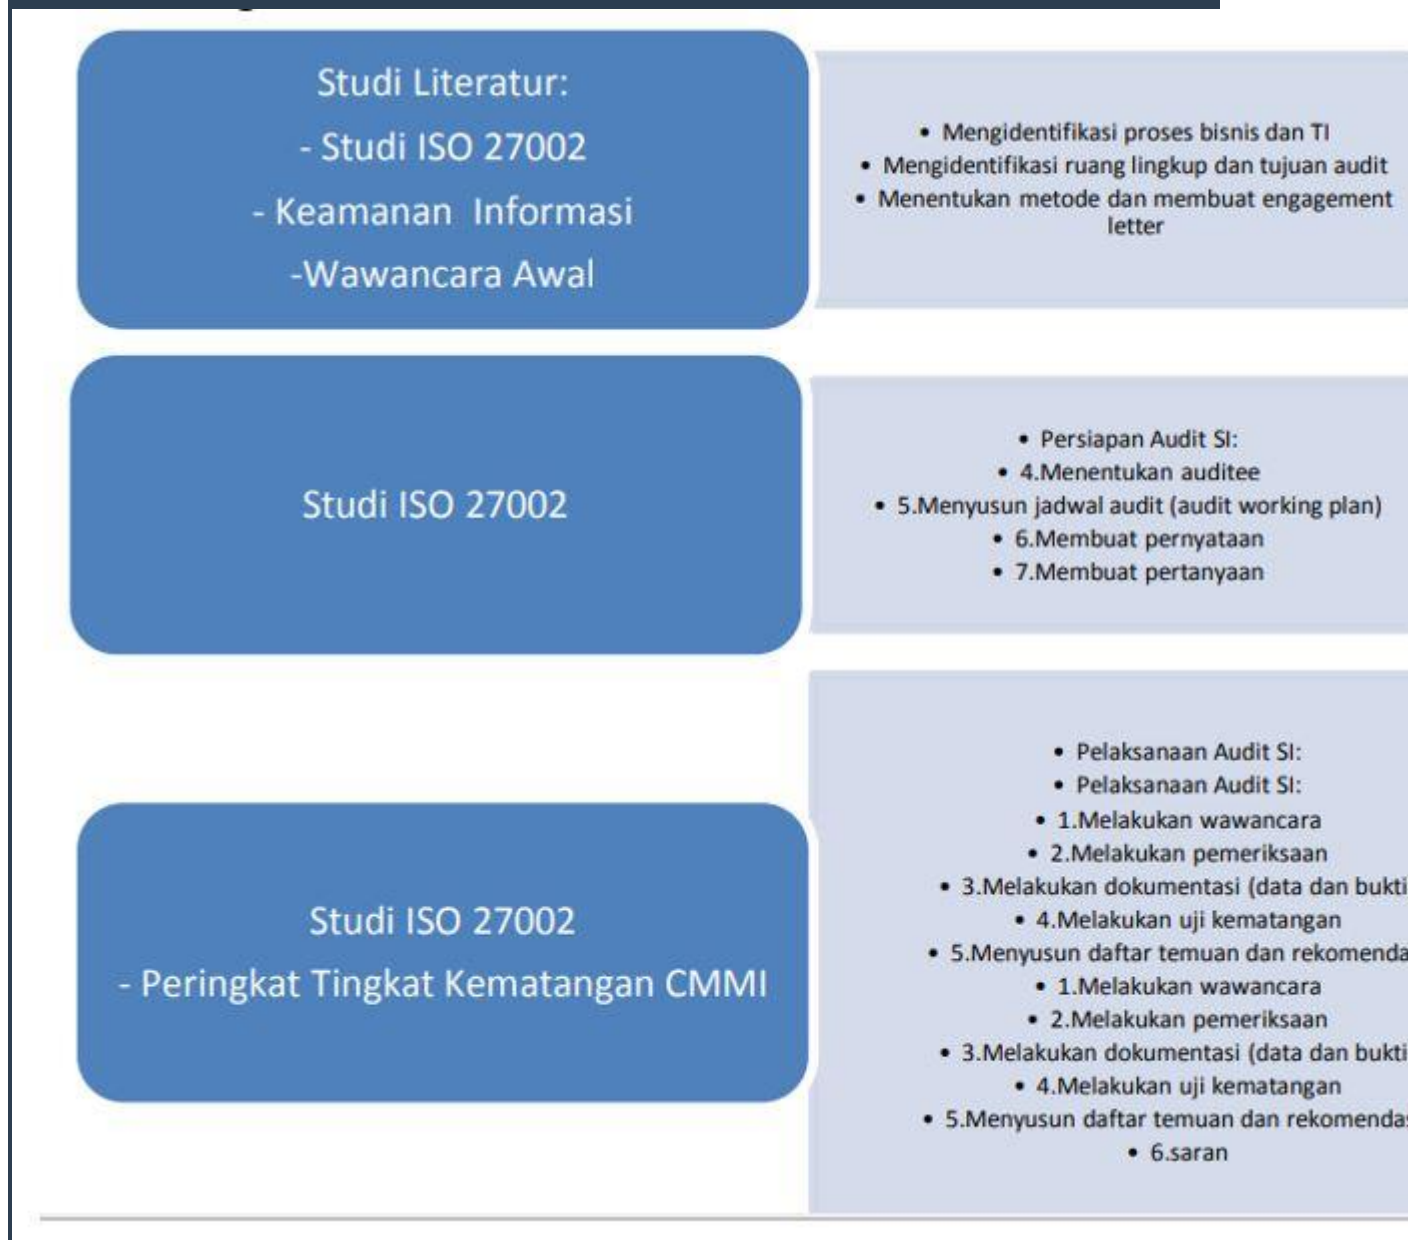 Studi Literatur:
- Studi ISO 27002
- Keamanan Informasi
-Wawancara Awal
• Mengidentifikasi proses bisnis dan TI
• Mengidentifikasi ruang lingkup dan tujuan audit
• Menentukan metode dan membuat engagement
letter
Studi ISO 27002
• Persiapan Audit SI:
• 4.Menentukan auditee
• 5.Menyusun jadwal audit (audit working plan)
• 6.Membuat pernyataan
• 7.Membuat pertanyaan
Studi ISO 27002
- Peringkat Tingkat Kematangan CMMI
• Pelaksanaan Audit SI:
• Pelaksanaan Audit SI:
• 1.Melakukan wawancara
• 2.Melakukan pemeriksaan
• 3.Melakukan dokumentasi (data dan bukti
• 4.Melakukan uji kematangan
• 5.Menyusun daftar temuan dan rekomenda
• 1.Melakukan wawancara
• 2.Melakukan pemeriksaan
• 3.Melakukan dokumentasi (data dan bukti
• 4.Melakukan uji kematangan
• 5.Menyusun daftar temuan dan rekomendas
• 6.saran